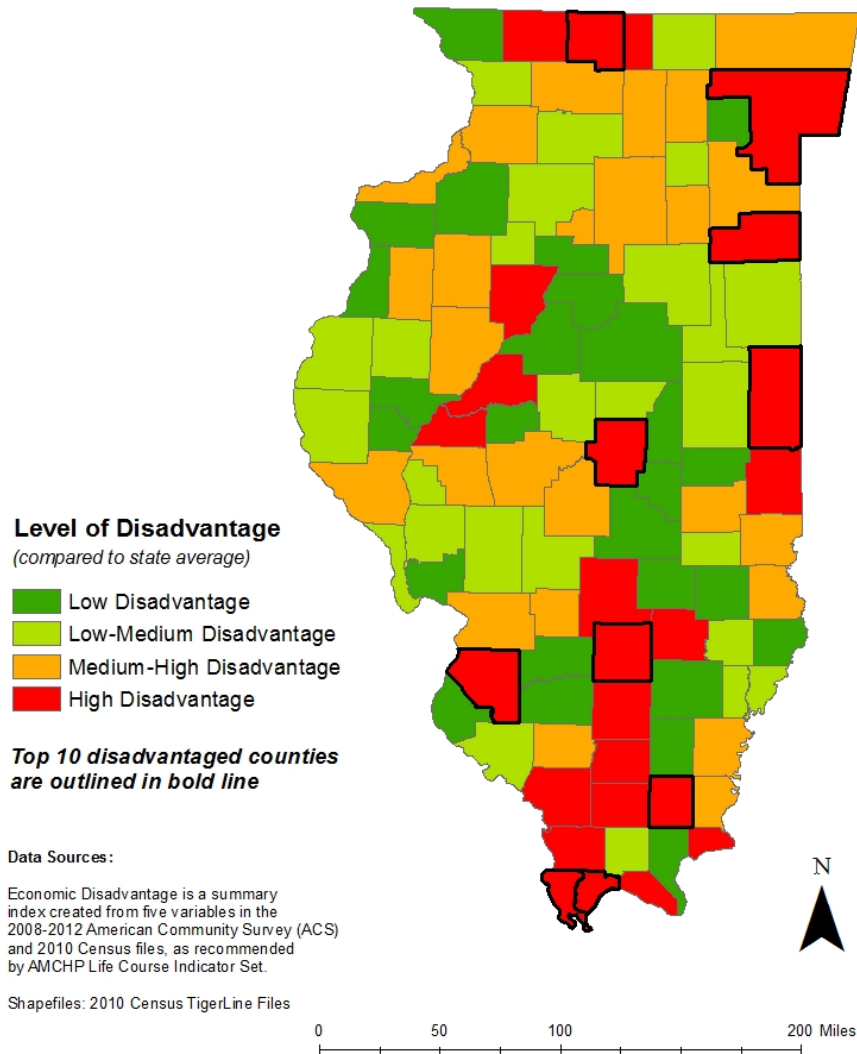 Level of Disadvantage
(compared to state average)
Low Disadvantage
Low-Medium Disadvantage
Medium-High Disadvantage
High Disadvantage
Top 10 disadvantaged counties
are outlined in bold line
Data Sources:
Economic Disadvantage is a summary
index created from five variables in the
2008-2012 American Community Survey (ACS)
and 2010 Census files, as recommended
by AMCHP Life Course Indicator Set.
Shapefiles: 2010 Census TigerLine Files
N
0 50 100 200 Miles